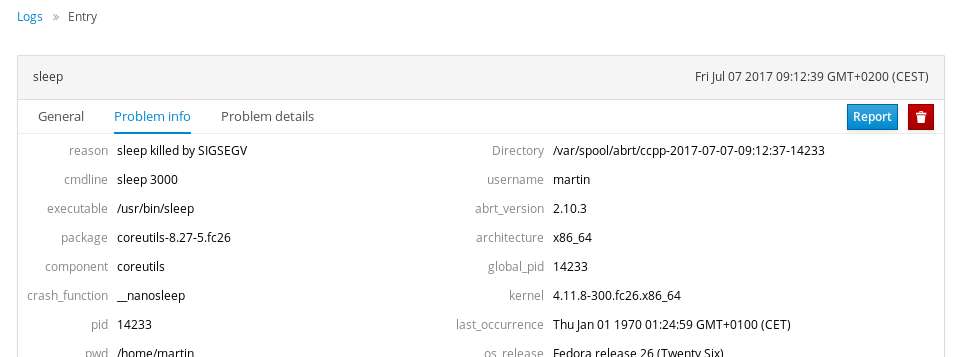 Logs » Entry
sleep Fri Jul 07 2017 09:12:39 GMT+0200 (CEST)
General Problem info Problem details Report
reason sleep killed by SIGSEGV Directory /var/spool/abrt/ccpp-2017-07-07-09:12:37-14233
cmdline sleep 3000 username martin
executable /usr/bin/sleep abrt_version 2.10.3
package coreutils-8.27-5.fc26 architecture x86_64
component coreutils global_pid 14233
crash_function __nanosleep kernel 4.11.8-300.fc26.x86_64
pid 14233 last_occurrence Thu Jan 01 1970 01:24:59 GMT+0100 (CET)
pwd /home/martin os_release Fedora release 26 (Twenty Six)